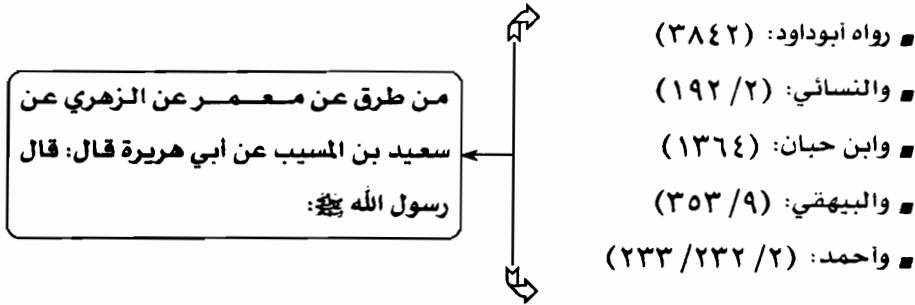 رواه أبوداود: (٣٨٤٢)
والنسائي: (٢/ ١٩٢)
وابن حبان: (١٣٦٤)
والبيهقي: (٩/ ٣٥٣)
وأحمد: (٢/ ٢٣٢/ ٢٣٣)
من طرق عن معمر عن الزهري عن
سعيد بن المسيب عن أبي هريرة قال: قال
رسول الله ﷺ: